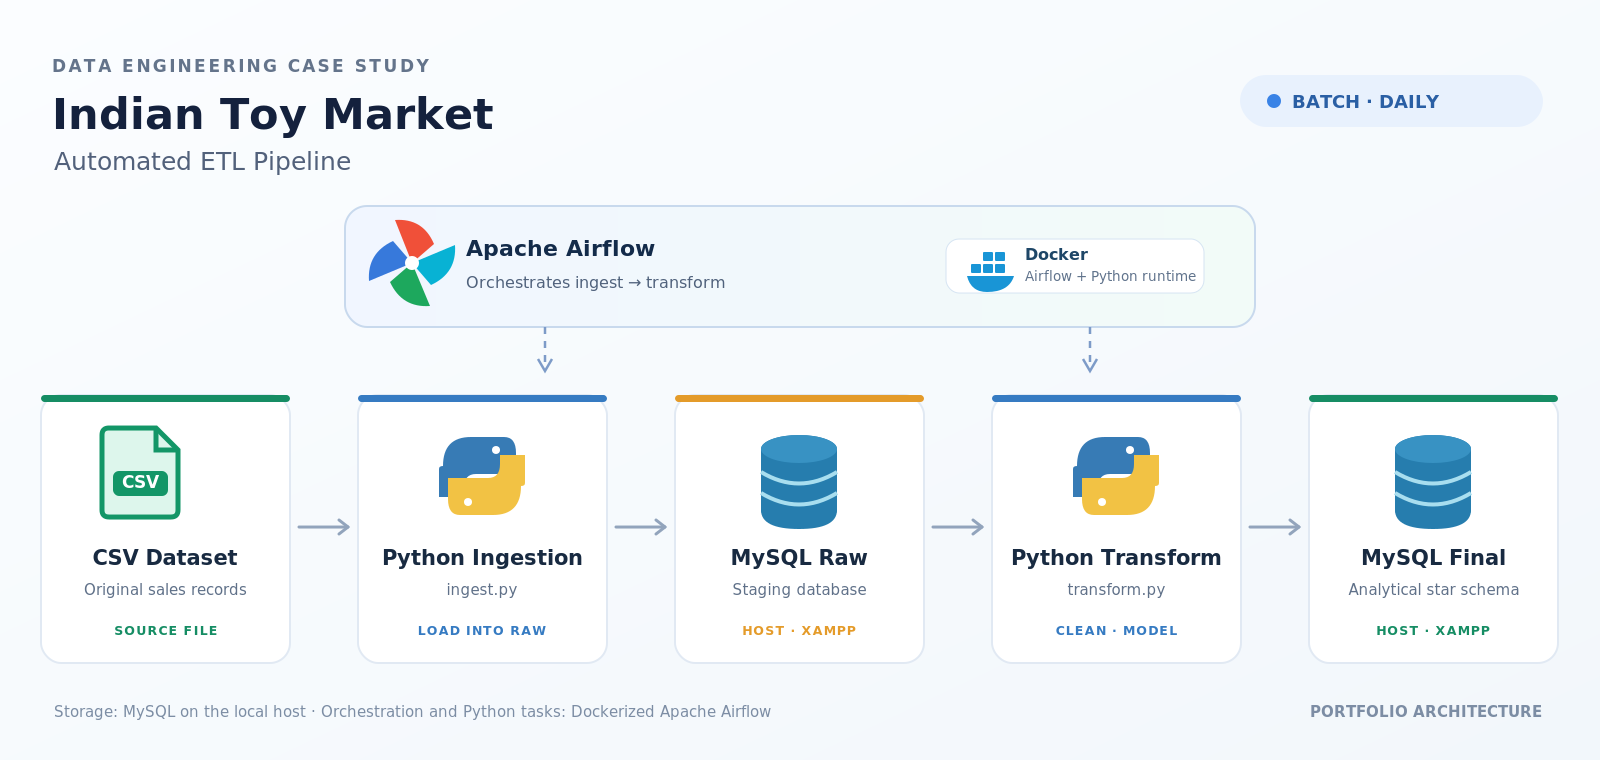 DATA ENGINEERING CASE STUDY
Indian Toy Market
Automated ETL Pipeline
BATCH · DAILY
Apache Airflow
Orchestrates ingest → transform
Docker
Airflow + Python runtime
CSV
CSV Dataset
Original sales records
SOURCE FILE
Python Ingestion
ingest.py
LOAD INTO RAW
MySQL Raw
Staging database
HOST · XAMPP
Python Transform
transform.py
CLEAN · MODEL
MySQL Final
Analytical star schema
HOST · XAMPP
Storage: MySQL on the local host · Orchestration and Python tasks: Dockerized Apache Airflow
PORTFOLIO ARCHITECTURE